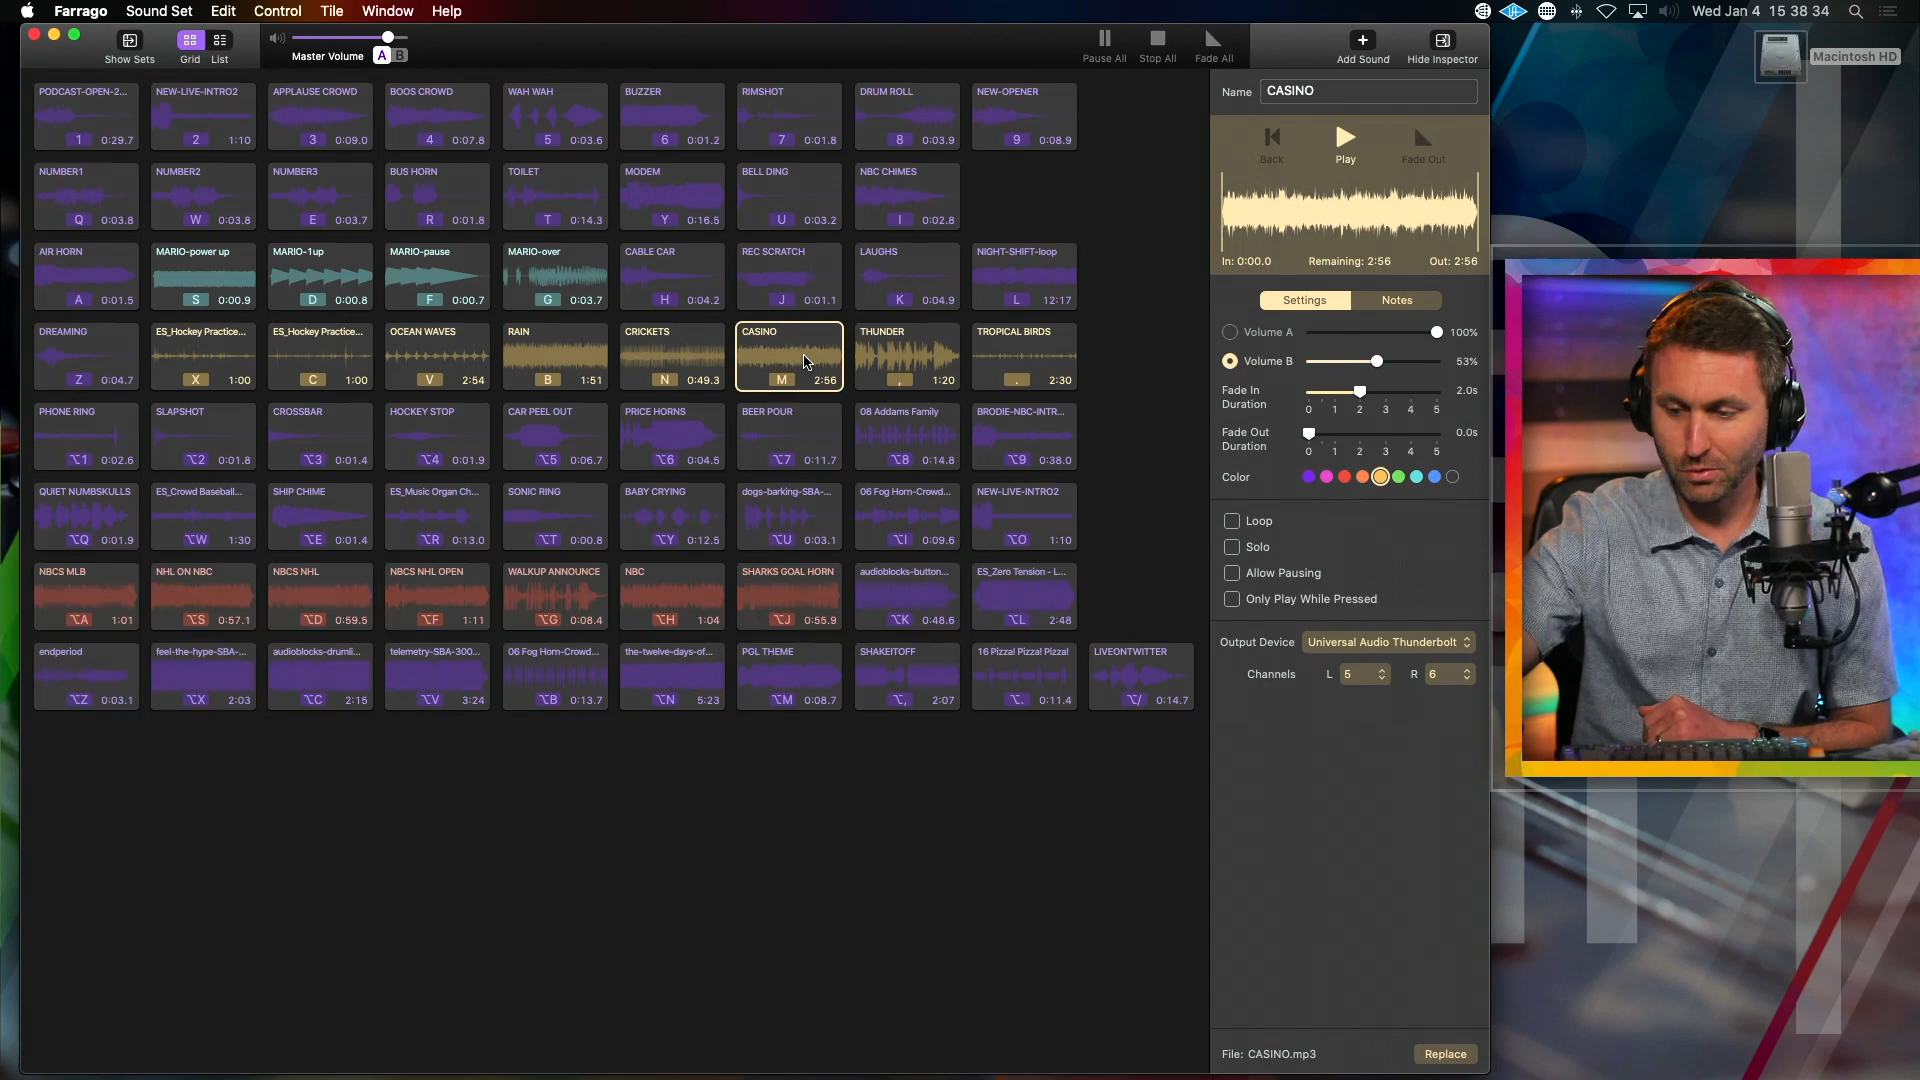 Farrago Sound Set Edit Control Tile Window Help
Wed Jan 4 15 38 34
Show Sets Grid List
Master Volume A B
Pause All Stop All Fade All
Add Sound Hide Inspector
Macintosh HD
PODCAST-OPEN-2... NEW-LIVE-INTRO2 APPLAUSE CROWD BOOS CROWD WAH WAH BUZZER RIMSHOT DRUM ROLL NEW-OPENER
1 0:29.7 2 1:10 3 0:09.0 4 0:07.8 5 0:03.6 6 0:01.2 7 0:01.8 8 0:03.9 9 0:08.9
NUMBER1 NUMBER2 NUMBER3 BUS HORN TOILET MODEM BELL DING NBC CHIMES
Q 0:03.8 W 0:03.8 E 0:03.7 R 0:01.8 T 0:14.3 Y 0:16.5 U 0:03.2 I 0:02.8
AIR HORN MARIO-power up MARIO-1up MARIO-pause MARIO-over CABLE CAR REC SCRATCH LAUGHS NIGHT-SHIFT-loop
A 0:01.5 S 0:00.9 D 0:00.8 F 0:00.7 G 0:03.7 H 0:04.2 J 0:01.1 K 0:04.9 L 12:17
DREAMING ES_Hockey Practice... ES_Hockey Practice... OCEAN WAVES RAIN CRICKETS CASINO THUNDER TROPICAL BIRDS
Z 0:04.7 X 1:00 C 1:00 V 2:54 B 1:51 N 0:49.3 M 2:56 , 1:20 . 2:30
PHONE RING SLAPSHOT CROSSBAR HOCKEY STOP CAR PEEL OUT PRICE HORNS BEER POUR 08 Addams Family BRODIE-NBC-INTR...
⌥1 0:02.6 ⌥2 0:01.8 ⌥3 0:01.4 ⌥4 0:01.9 ⌥5 0:06.7 ⌥6 0:04.5 ⌥7 0:11.7 ⌥8 0:14.8 ⌥9 0:38.0
QUIET NUMBSKULLS ES_Crowd Baseball... SHIP CHIME ES_Music Organ Ch... SONIC RING BABY CRYING dogs-barking-SBA-... 06 Fog Horn-Crowd... NEW-LIVE-INTRO2
⌥Q 0:01.9 ⌥W 1:30 ⌥E 0:01.4 ⌥R 0:13.0 ⌥T 0:00.8 ⌥Y 0:12.5 ⌥U 0:03.1 ⌥I 0:09.6 ⌥O 1:10
NBCS MLB NHL ON NBC NBCS NHL NBCS NHL OPEN WALKUP ANNOUNCE NBC SHARKS GOAL HORN audioblocks-button... ES_Zero Tension - L...
⌥A 1:01 ⌥S 0:57.1 ⌥D 0:59.5 ⌥F 1:11 ⌥G 0:08.4 ⌥H 1:04 ⌥J 0:55.9 ⌥K 0:48.6 ⌥L 2:48
endperiod feel-the-hype-SBA-... audioblocks-drumli... telemetry-SBA-300... 06 Fog Horn-Crowd... the-twelve-days-of... PGL THEME SHAKEITOFF 16 Pizza! Pizza! Pizza! LIVEONTWITTER
⌥Z 0:03.1 ⌥X 2:03 ⌥C 2:15 ⌥V 3:24 ⌥B 0:13.7 ⌥N 5:23 ⌥M 0:08.7 ⌥, 2:07 ⌥. 0:11.4 ⌥/ 0:14.7
Name CASINO
Back Play Fade Out
In: 0:00.0 Remaining: 2:56 Out: 2:56
Settings Notes
Volume A 100%
Volume B 53%
Fade In Duration 2.0s
0 1 2 3 4 5
Fade Out Duration 0.0s
0 1 2 3 4 5
Color
Loop
Solo
Allow Pausing
Only Play While Pressed
Output Device Universal Audio Thunderbolt
Channels L 5 R 6
File: CASINO.mp3 Replace